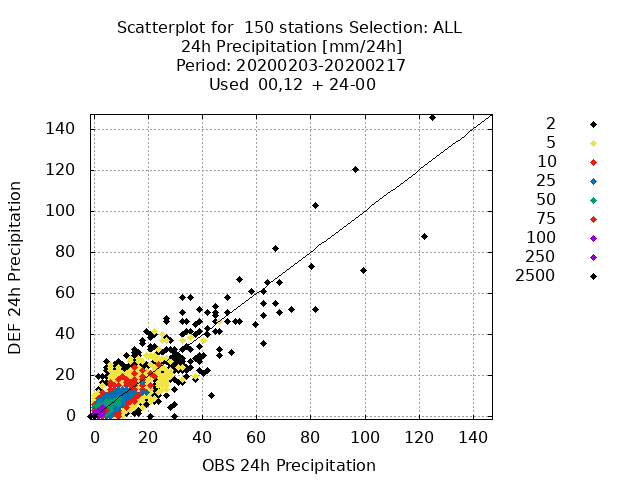 Scatterplot for  150 stations Selection: ALL
24h Precipitation [mm/24h]
Period: 20200203-20200217
Used  00,12  + 24-00
DEF 24h Precipitation
140
120
100
80
60
40
20
0
0 20 40 60 80 100 120 140
OBS 24h Precipitation
2
5
10
25
50
75
100
250
2500